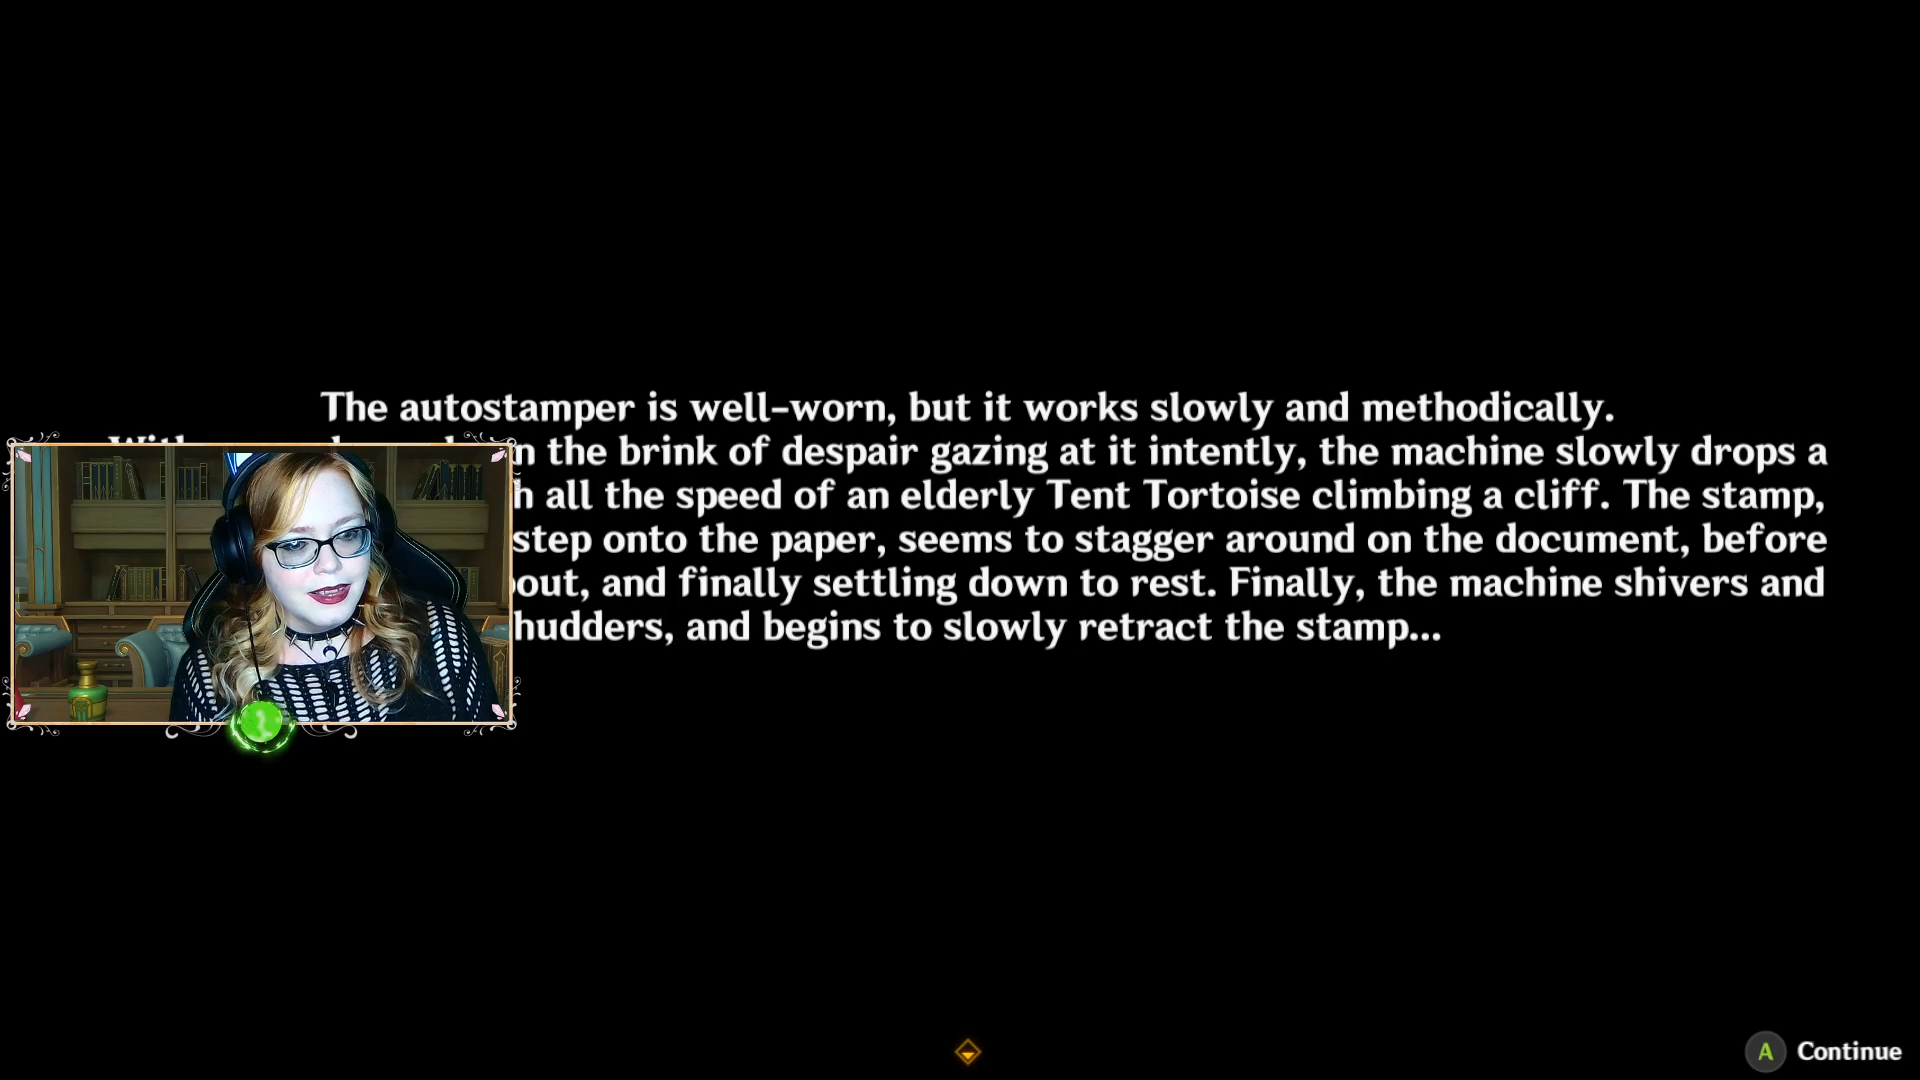 The autostamper is well-worn, but it works slowly and methodically.
the brink of despair gazing at it intently, the machine slowly drops a
all the speed of an elderly Tent Tortoise climbing a cliff. The stamp,
step onto the paper, seems to stagger around on the document, before
and finally settling down to rest. Finally, the machine shivers and
and begins to slowly retract the stamp...
A Continue